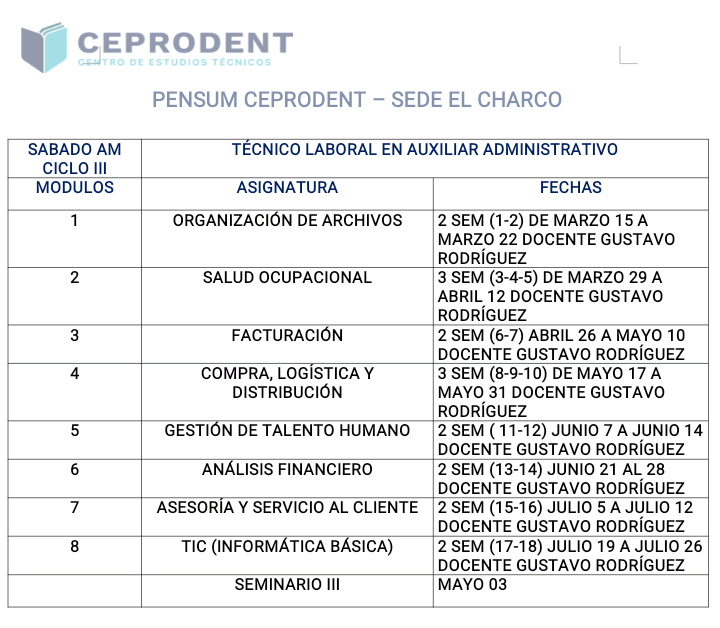 CEPRODENT
CENTRO DE ESTUDIOS TÉCNICOS
PENSUM CEPRODENT – SEDE EL CHARCO
SABADO AM
CICLO III
TÉCNICO LABORAL EN AUXILIAR ADMINISTRATIVO
MODULOS
ASIGNATURA
FECHAS
1
ORGANIZACIÓN DE ARCHIVOS
2 SEM (1-2) DE MARZO 15 A
MARZO 22 DOCENTE GUSTAVO
RODRÍGUEZ
2
SALUD OCUPACIONAL
3 SEM (3-4-5) DE MARZO 29 A
ABRIL 12 DOCENTE GUSTAVO
RODRÍGUEZ
3
FACTURACIÓN
2 SEM (6-7) ABRIL 26 A MAYO 10
DOCENTE GUSTAVO RODRÍGUEZ
4
COMPRA, LOGÍSTICA Y
DISTRIBUCIÓN
3 SEM (8-9-10) DE MAYO 17 A
MAYO 31 DOCENTE GUSTAVO
RODRÍGUEZ
5
GESTIÓN DE TALENTO HUMANO
2 SEM ( 11-12) JUNIO 7 A JUNIO 14
DOCENTE GUSTAVO RODRÍGUEZ
6
ANÁLISIS FINANCIERO
2 SEM (13-14) JUNIO 21 AL 28
DOCENTE GUSTAVO RODRÍGUEZ
7
ASESORÍA Y SERVICIO AL CLIENTE
2 SEM (15-16) JULIO 5 A JULIO 12
DOCENTE GUSTAVO RODRÍGUEZ
8
TIC (INFORMÁTICA BÁSICA)
2 SEM (17-18) JULIO 19 A JULIO 26
DOCENTE GUSTAVO RODRÍGUEZ
SEMINARIO III
MAYO 03